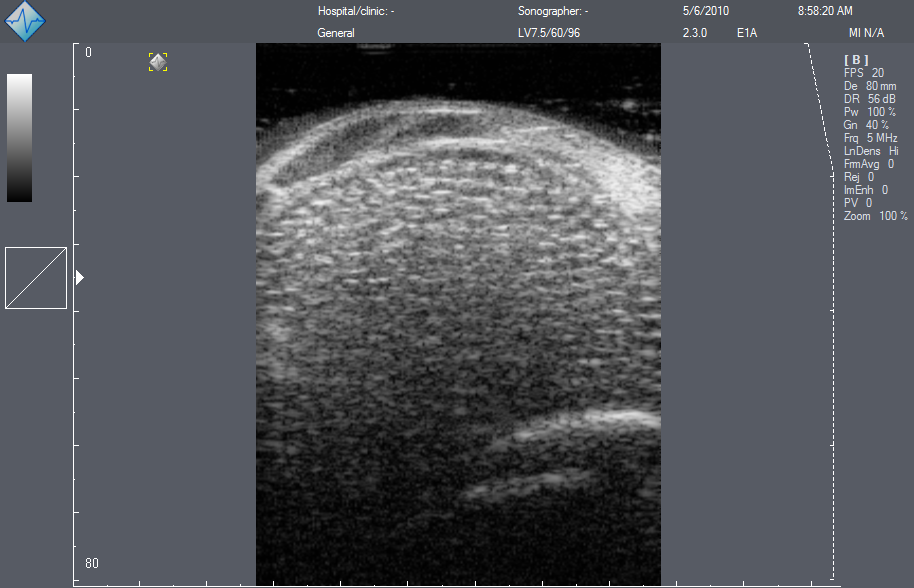 Hospital/clinic: - Sonographer: - 5/6/2010 8:58:20 AM
General LV7.5/60/96 2.3.0 E1A MI N/A
0
[ B ]
FPS 20
De 80 mm
DR 56 dB
Pw 100 %
Gn 40 %
Frq 5 MHz
LnDens Hi
FrmAvg 0
Rej 0
ImEnh 0
PV 0
Zoom 100 %
80